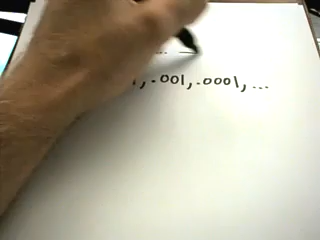 ...
, .001, .0001, ...